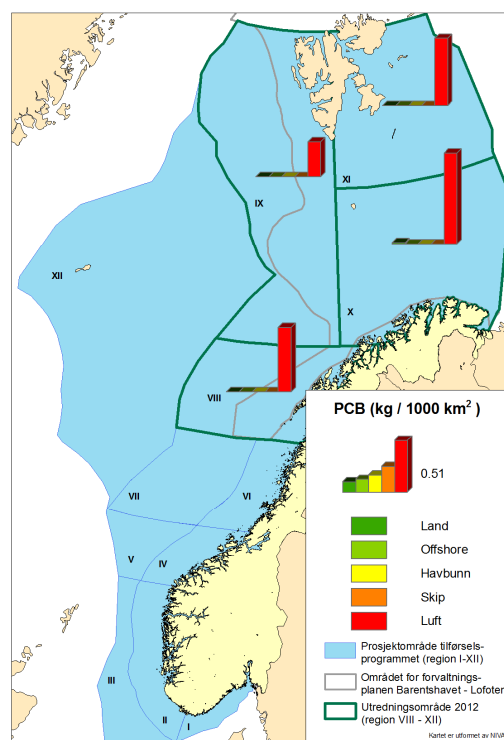 XI
IX
XII
X
VIII
PCB (kg / 1000 km² )
0.51
VII
VI
Land
Offshore
V
IV
Havbunn
Skip
Luft
Prosjektområde tilførsels-
programmet (region I-XII)
III
Området for forvaltnings-
planen Barentshavet - Lofoten
Utredningsområde 2012
(region VIII - XII)
II
I
Kartet er utformet av NIVA